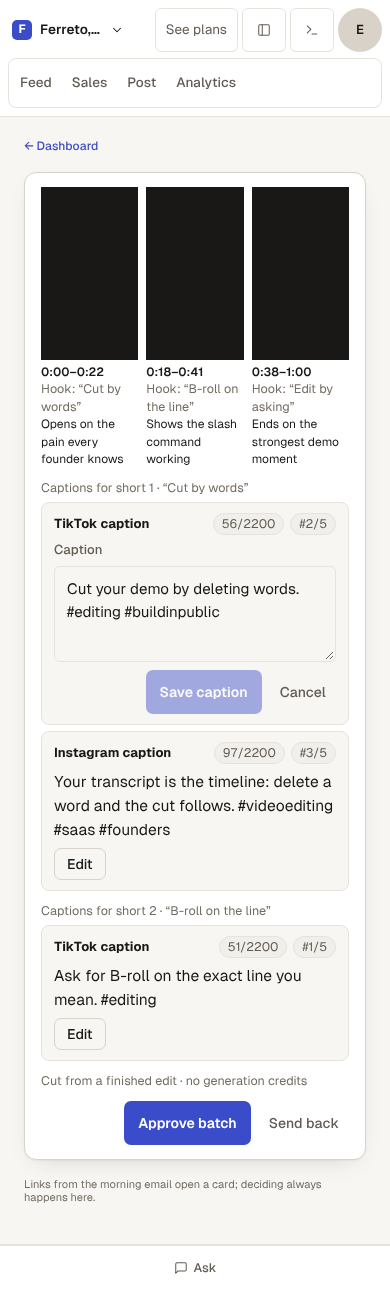 F Ferreto,... See plans E
Feed Sales Post Analytics
← Dashboard
0:00–0:22
Hook: “Cut by
words”
Opens on the
pain every
founder knows
0:18–0:41
Hook: “B-roll on
the line”
Shows the slash
command
working
0:38–1:00
Hook: “Edit by
asking”
Ends on the
strongest demo
moment
Captions for short 1 · “Cut by words”
TikTok caption 56/2200 #2/5
Caption
Cut your demo by deleting words.
#editing #buildinpublic
Save caption Cancel
Instagram caption 97/2200 #3/5
Your transcript is the timeline: delete a
word and the cut follows. #videoediting
#saas #founders
Edit
Captions for short 2 · “B-roll on the line”
TikTok caption 51/2200 #1/5
Ask for B-roll on the exact line you
mean. #editing
Edit
Cut from a finished edit · no generation credits
Approve batch Send back
Links from the morning email open a card; deciding always
happens here.
Ask